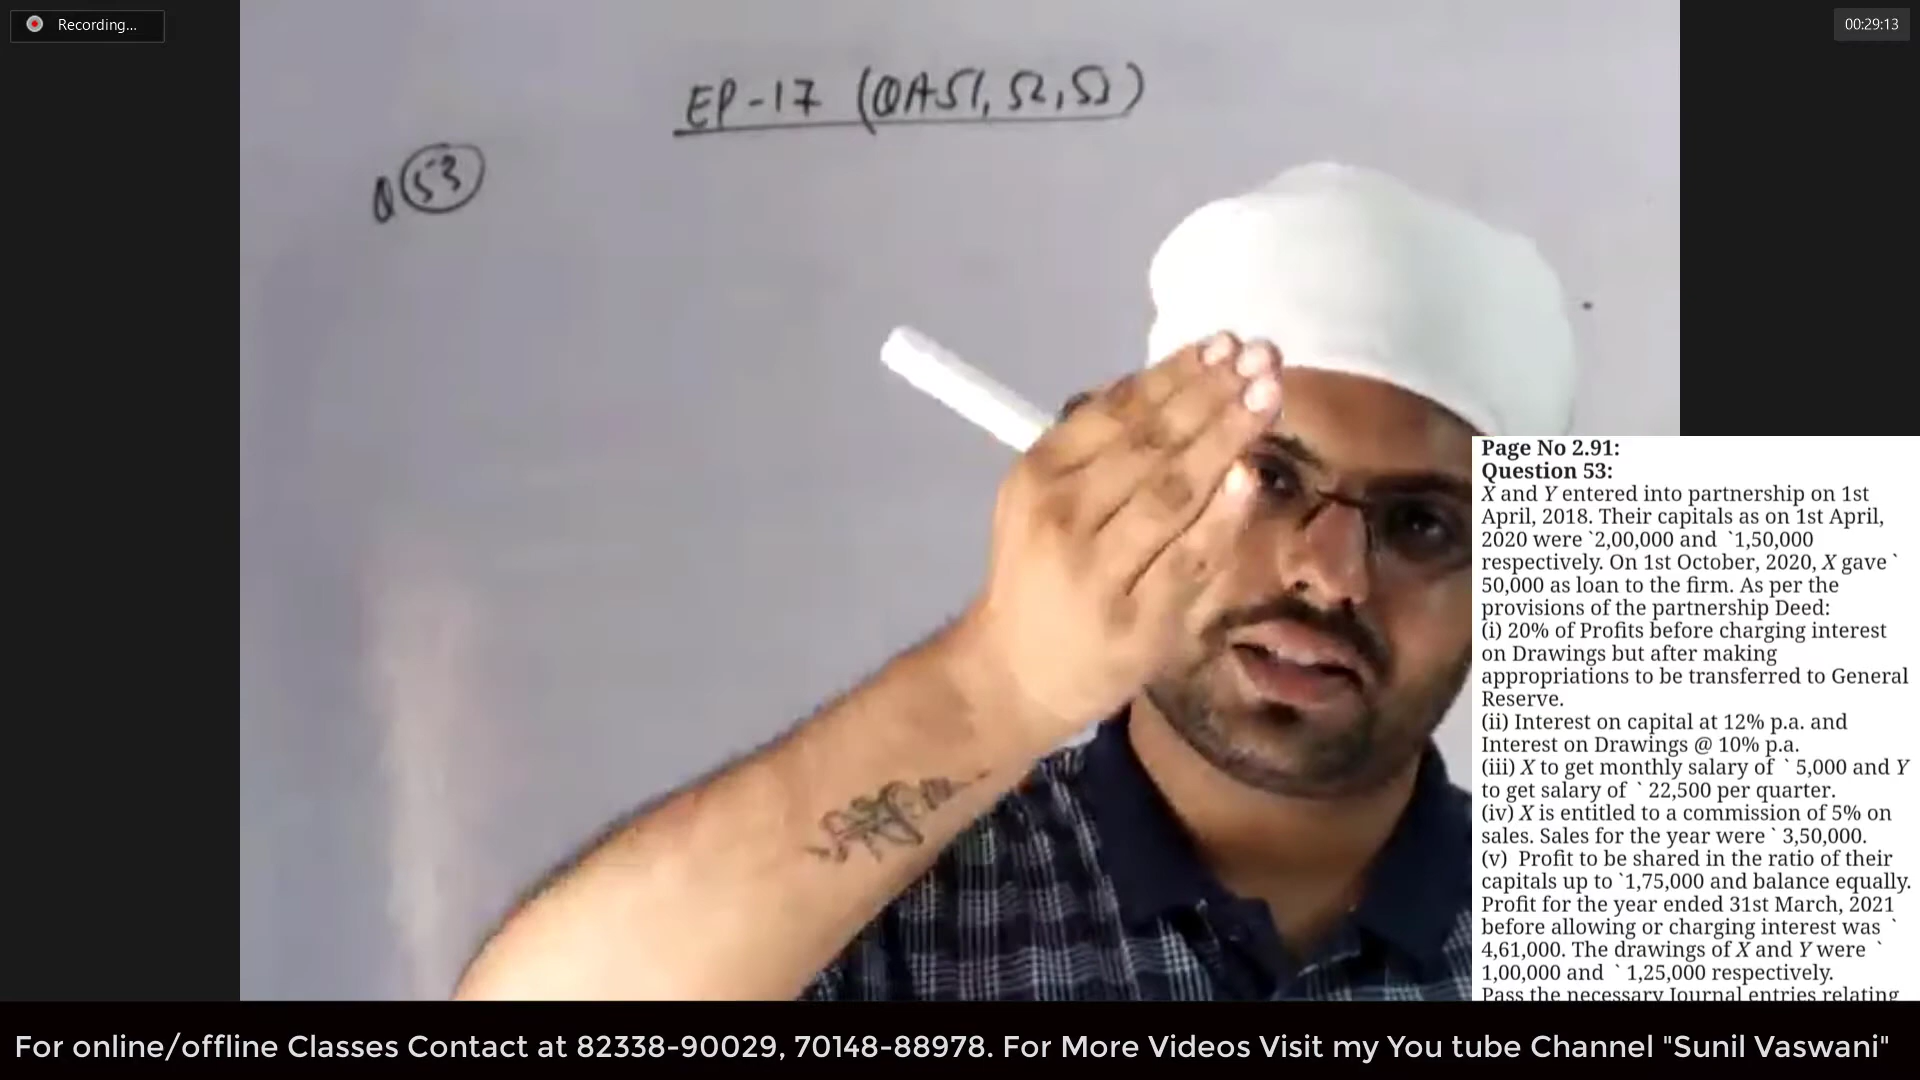 Recording...
00:29:13
EP-17 (QA51, 52, 53)
Q 53
Page No 2.91:
Question 53:
X and Y entered into partnership on 1st
April, 2018. Their capitals as on 1st April,
2020 were `2,00,000 and `1,50,000
respectively. On 1st October, 2020, X gave `
50,000 as loan to the firm. As per the
provisions of the partnership Deed:
(i) 20% of Profits before charging interest
on Drawings but after making
appropriations to be transferred to General
Reserve.
(ii) Interest on capital at 12% p.a. and
Interest on Drawings @ 10% p.a.
(iii) X to get monthly salary of ` 5,000 and Y
to get salary of ` 22,500 per quarter.
(iv) X is entitled to a commission of 5% on
sales. Sales for the year were ` 3,50,000.
(v) Profit to be shared in the ratio of their
capitals up to `1,75,000 and balance equally.
Profit for the year ended 31st March, 2021
before allowing or charging interest was `
4,61,000. The drawings of X and Y were `
1,00,000 and ` 1,25,000 respectively.
Pass the necessary Journal entries relating
For online/offline Classes Contact at 82338-90029, 70148-88978. For More Videos Visit my You tube Channel "Sunil Vaswani"